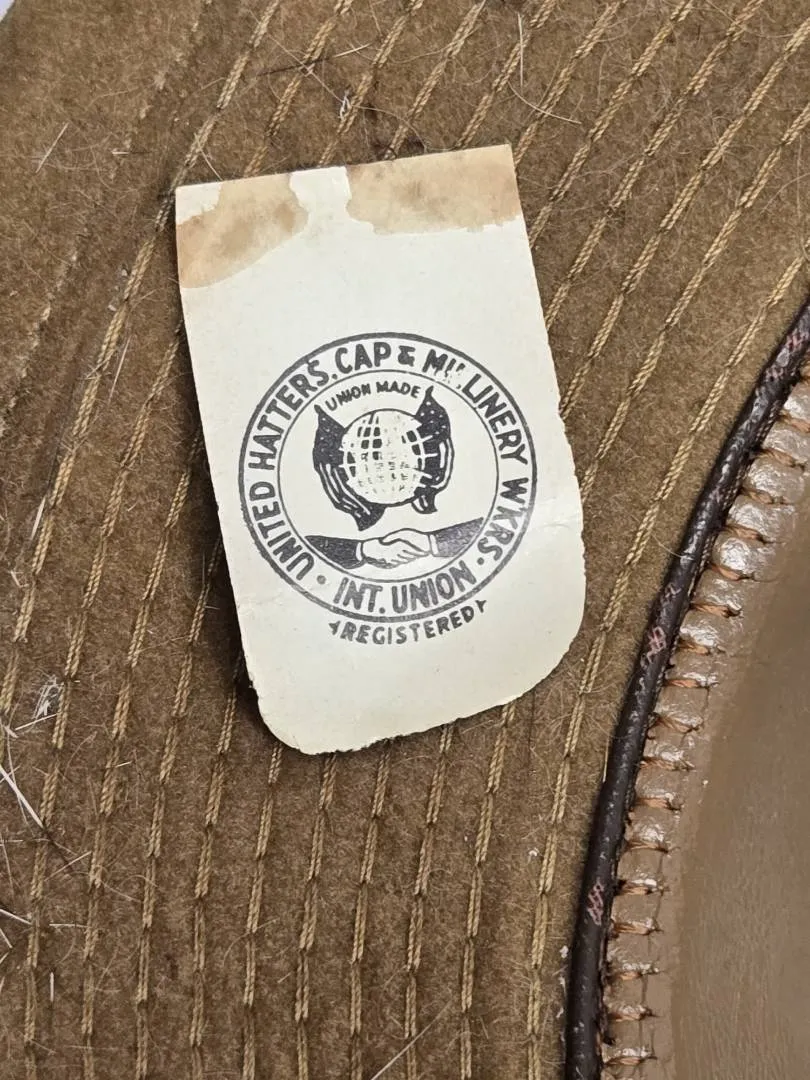 UNITED HATTERS, CAP & MILLINERY WKRS.
UNION MADE
• INT. UNION •
REGISTERED